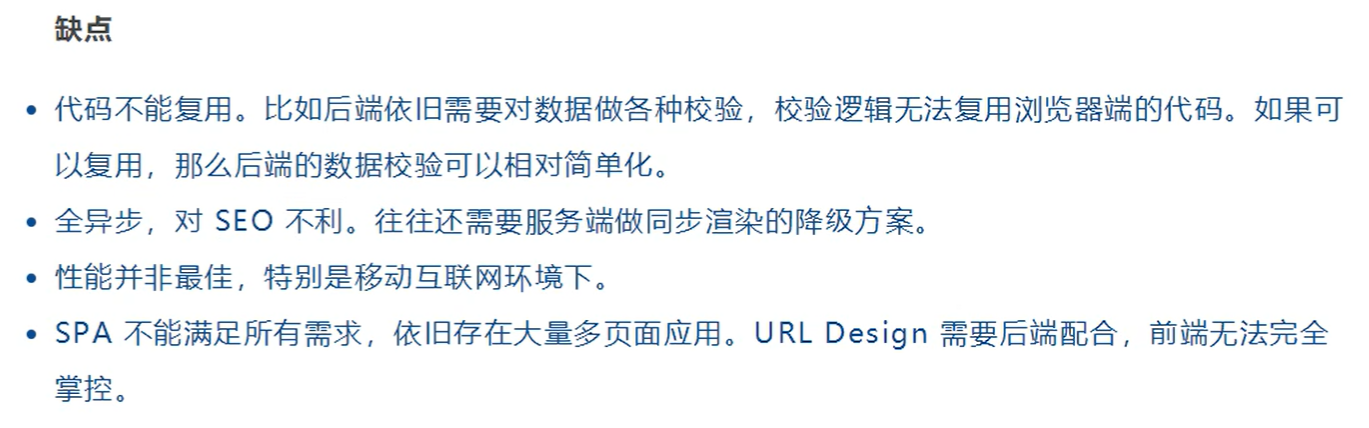 缺点
代码不能复用。比如后端依旧需要对数据做各种校验，校验逻辑无法复用浏览器端的代码。如果可
以复用，那么后端的数据校验可以相对简单化。
全异步，对 SEO 不利。往往还需要服务端做同步渲染的降级方案。
性能并非最佳，特别是移动互联网环境下。
SPA 不能满足所有需求，依旧存在大量多页面应用。URL Design 需要后端配合，前端无法完全
掌控。